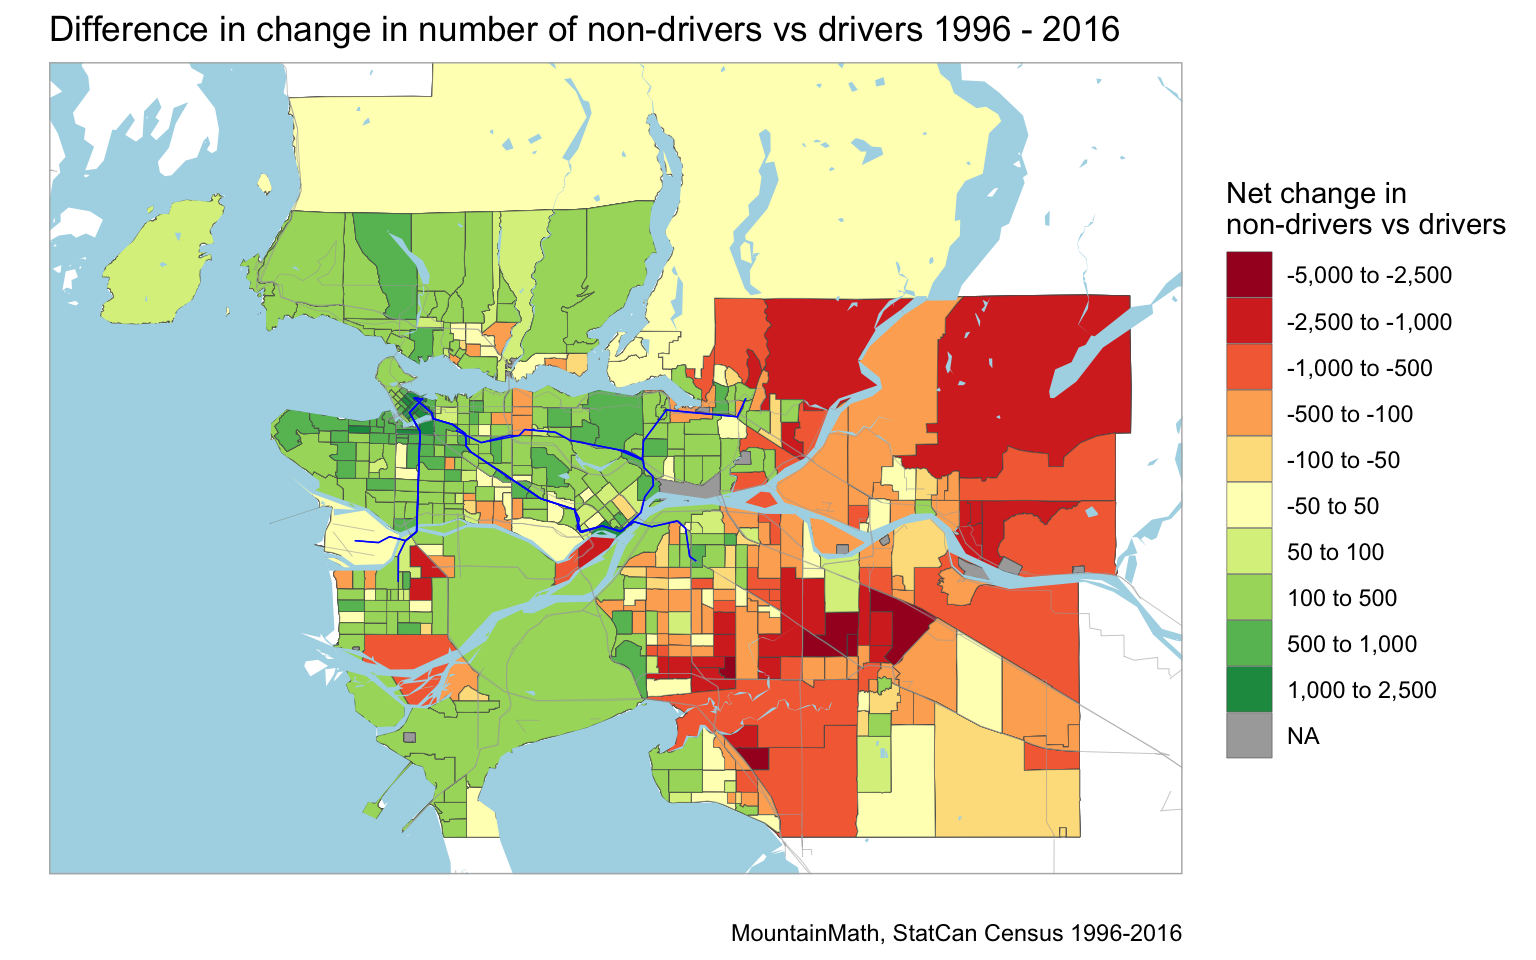 Difference in change in number of non-drivers vs drivers 1996 - 2016
Net change in
non-drivers vs drivers
-5,000 to -2,500
-2,500 to -1,000
-1,000 to -500
-500 to -100
-100 to -50
-50 to 50
50 to 100
100 to 500
500 to 1,000
1,000 to 2,500
NA
MountainMath, StatCan Census 1996-2016